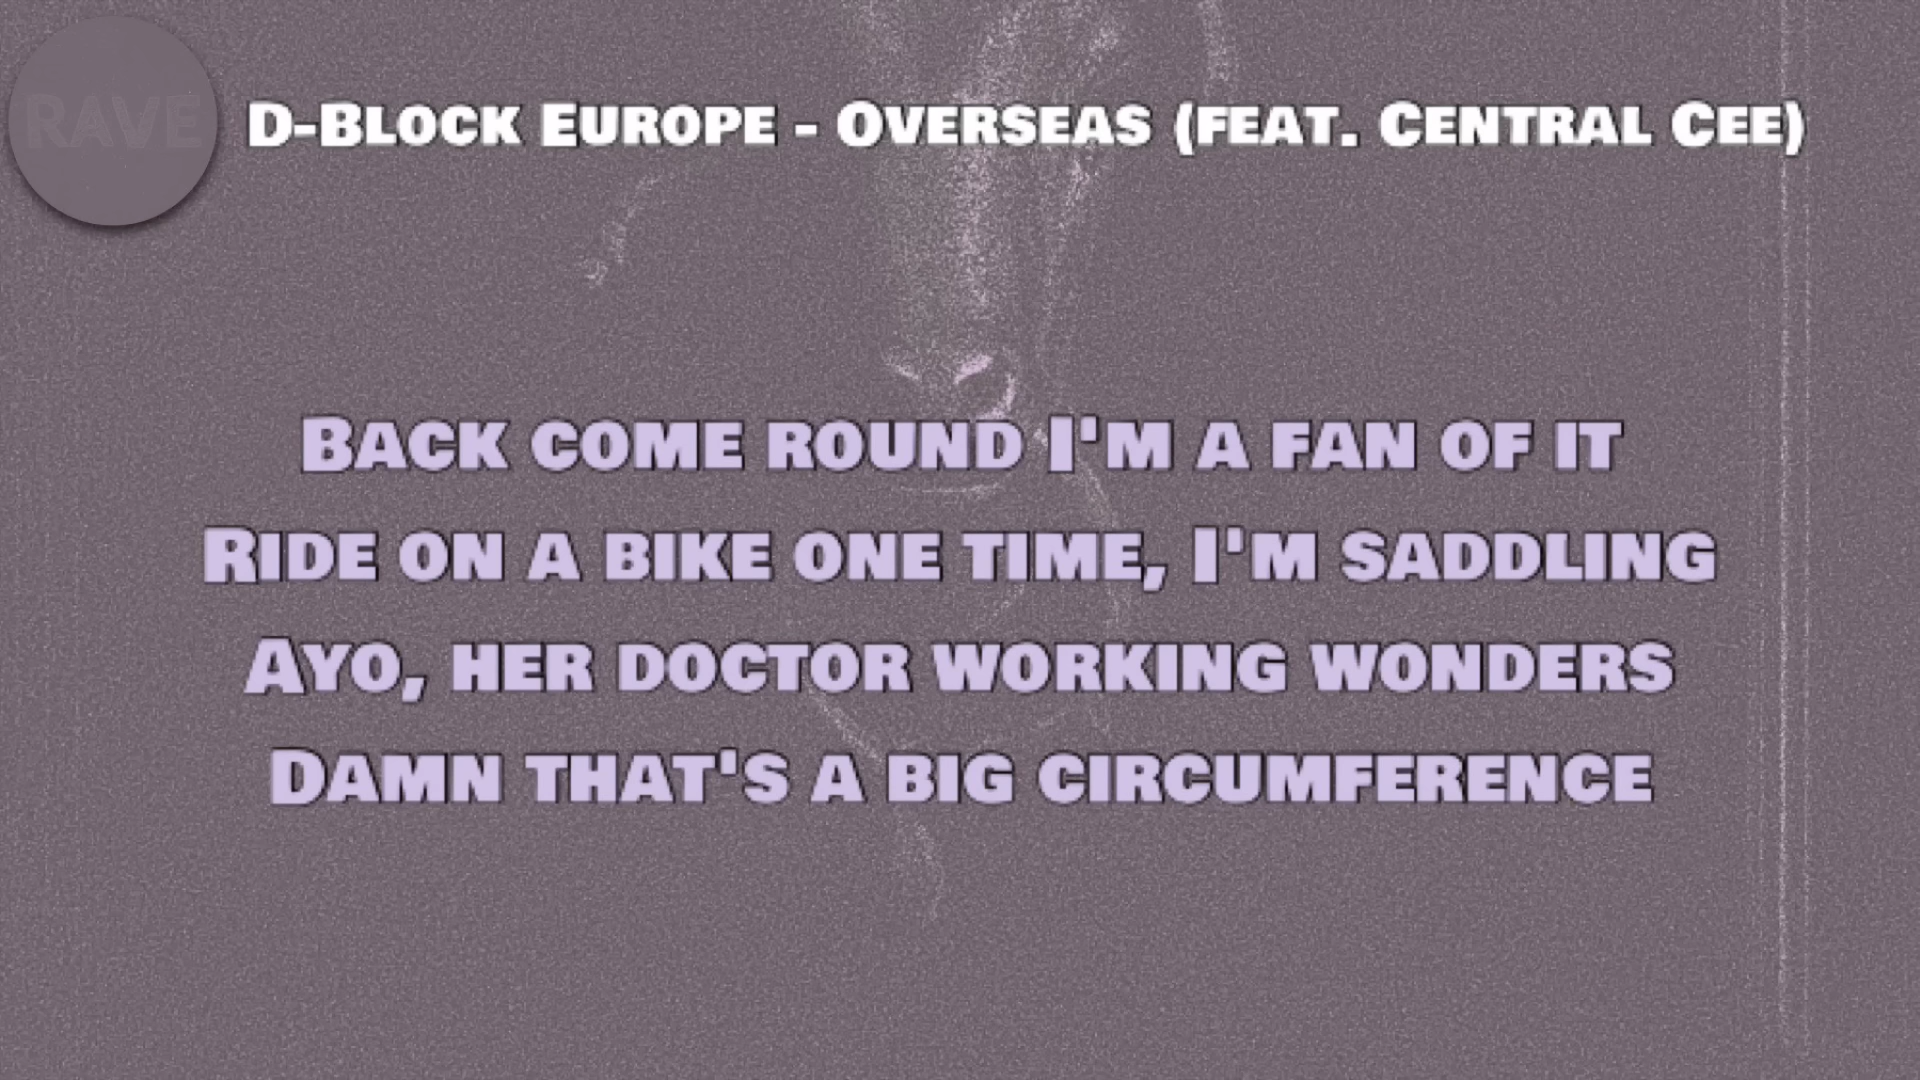 RAVE
D-Block Europe - Overseas (feat. Central Cee)
Back come round I'm a fan of it
Ride on a bike one time, I'm saddling
Ayo, her doctor working wonders
Damn that's a big circumference